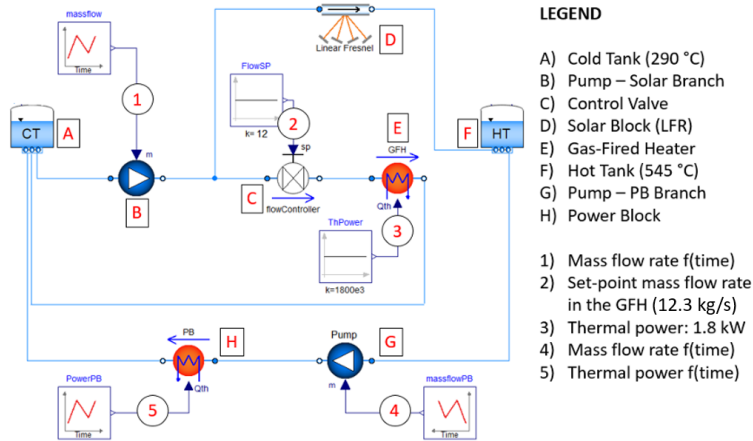 massflow
Time
1
m
CT
A
B
FlowSP
k= 12
2
sp
C
flowController
Linear Fresnel
D
E
GFH
Qth
3
ThPower
k=1800e3
F
HT
PB
H
Qth
PowerPB
Time
5
Pump
G
m
4
massflowPB
Time
LEGEND
A) Cold Tank (290 °C)
B) Pump – Solar Branch
C) Control Valve
D) Solar Block (LFR)
E) Gas-Fired Heater
F) Hot Tank (545 °C)
G) Pump – PB Branch
H) Power Block
1) Mass flow rate f(time)
2) Set-point mass flow rate
in the GFH (12.3 kg/s)
3) Thermal power: 1.8 kW
4) Mass flow rate f(time)
5) Thermal power f(time)